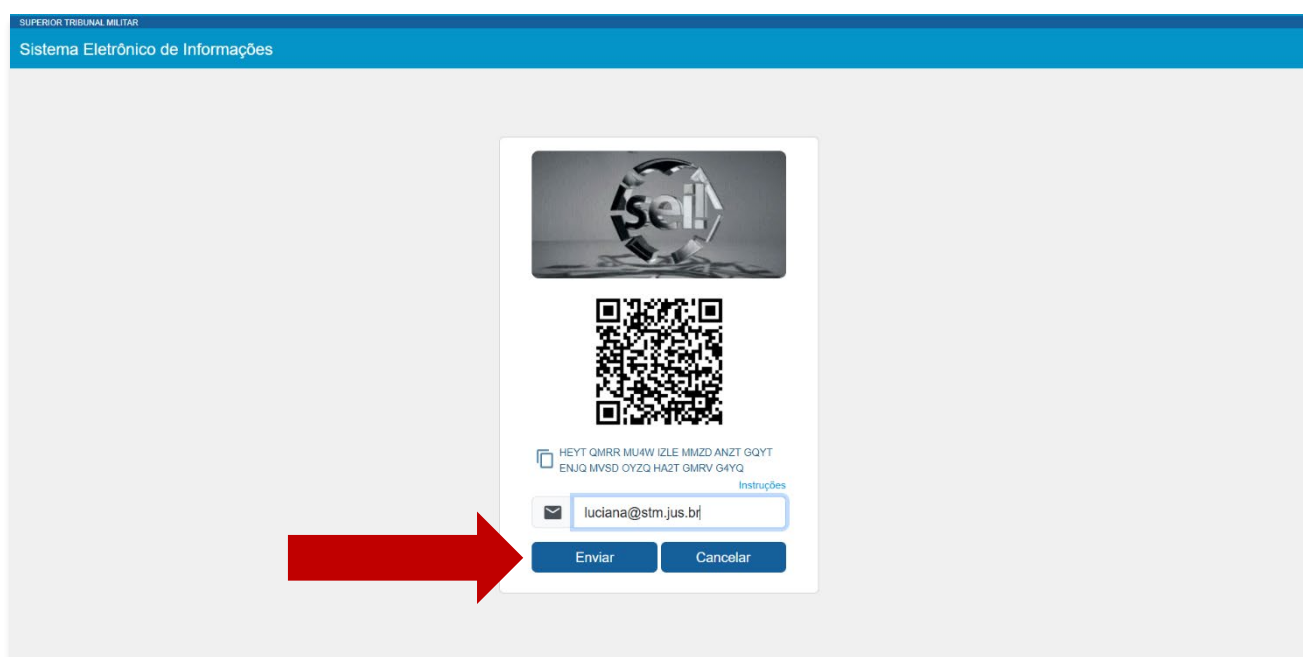 SUPERIOR TRIBUNAL MILITAR
Sistema Eletrônico de Informações
sei!
HEYT QMRR MU4W IZLE MMZD ANZT GQYT
ENJQ MVSD OYZQ HA2T GMRV G4YQ
Instruções
luciana@stm.jus.br
Enviar
Cancelar